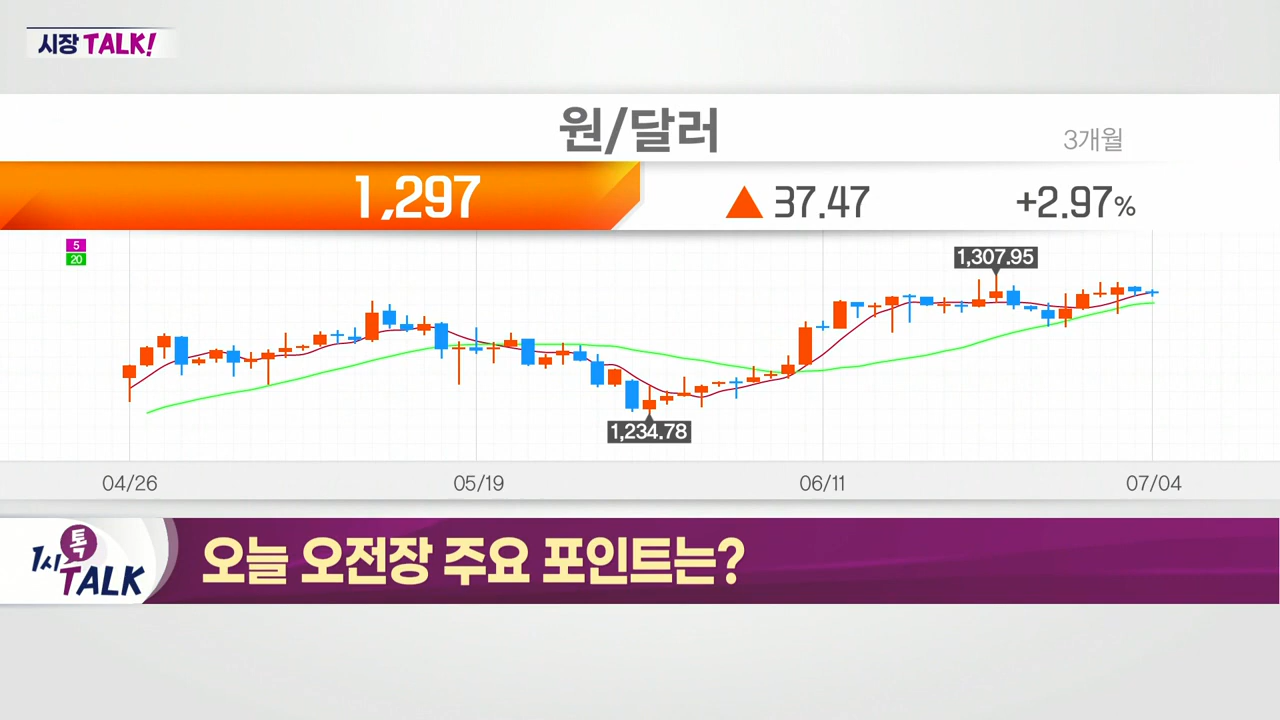 시장 TALK!
원/달러
3개월
1,297
▲ 37.47
+2.97%
5
20
1,307.95
1,234.78
04/26
05/19
06/11
07/04
1시 톡 TALK
오늘 오전장 주요 포인트는?